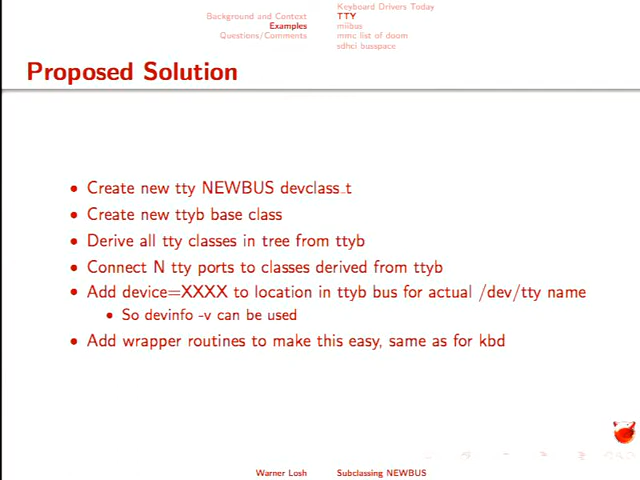 Background and Context
Examples
Questions/Comments
Keyboard Drivers Today
TTY
miibus
mmc list of doom
sdhci busspace
Proposed Solution
• Create new tty NEWBUS devclass_t
• Create new ttyb base class
• Derive all tty classes in tree from ttyb
• Connect N tty ports to classes derived from ttyb
• Add device=XXXX to location in ttyb bus for actual /dev/tty name
• So devinfo -v can be used
• Add wrapper routines to make this easy, same as for kbd
Warner Losh Subclassing NEWBUS